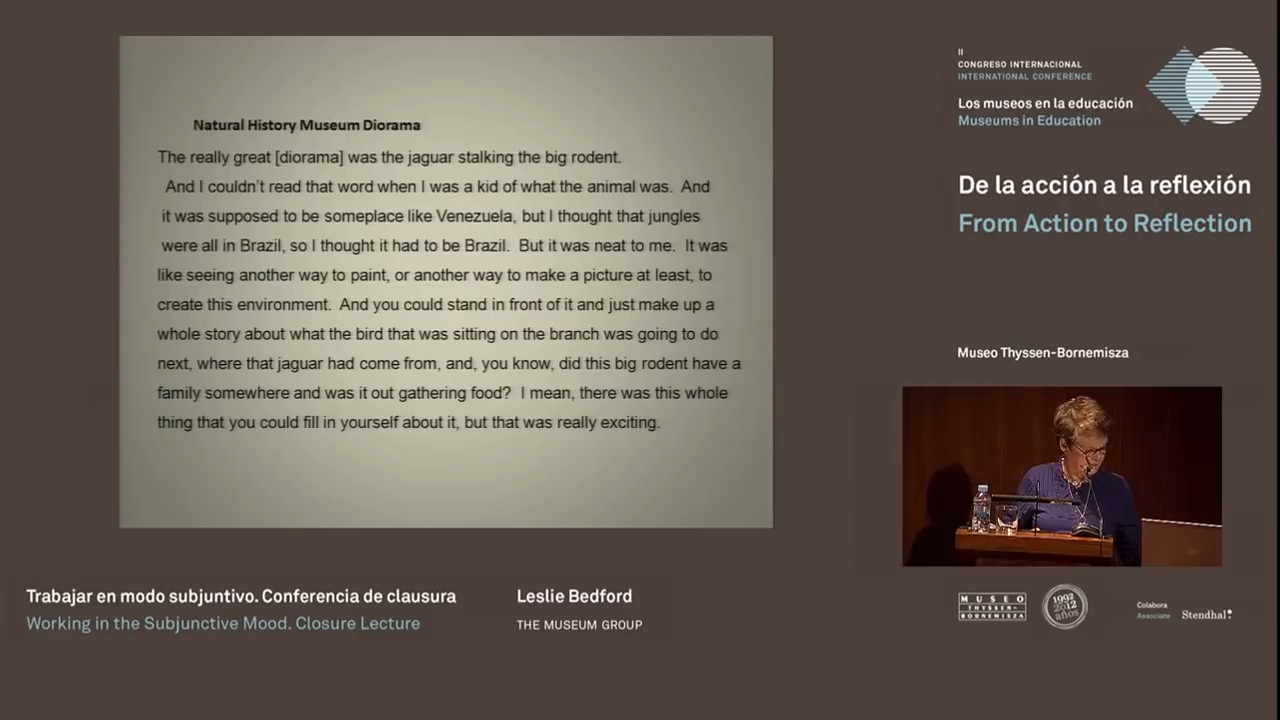 Natural History Museum Diorama
The really great [diorama] was the jaguar stalking the big rodent.
And I couldn't read that word when I was a kid of what the animal was.  And
it was supposed to be someplace like Venezuela, but I thought that jungles
were all in Brazil, so I thought it had to be Brazil.  But it was neat to me.  It was
like seeing another way to paint, or another way to make a picture at least, to
create this environment.  And you could stand in front of it and just make up a
whole story about what the bird that was sitting on the branch was going to do
next, where that jaguar had come from, and, you know, did this big rodent have a
family somewhere and was it out gathering food?  I mean, there was this whole
thing that you could fill in yourself about it, but that was really exciting.
II
CONGRESO INTERNACIONAL
INTERNATIONAL CONFERENCE
Los museos en la educación
Museums in Education
De la acción a la reflexión
From Action to Reflection
Museo Thyssen-Bornemisza
Trabajar en modo subjuntivo. Conferencia de clausura
Working in the Subjunctive Mood. Closure Lecture
Leslie Bedford
THE MUSEUM GROUP
MUSEO
THYSSEN-
BORNEMISZA
1992
2012
años
Colabora
Associate
Stendhal: